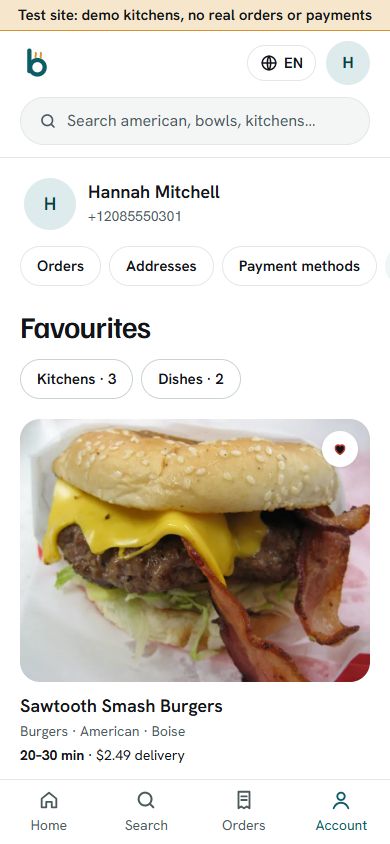 Test site: demo kitchens, no real orders or payments
b
EN
H
Search american, bowls, kitchens...
H
Hannah Mitchell
+12085550301
Orders
Addresses
Payment methods
Favourites
Kitchens · 3
Dishes · 2
Sawtooth Smash Burgers
Burgers · American · Boise
20–30 min · $2.49 delivery
Home
Search
Orders
Account